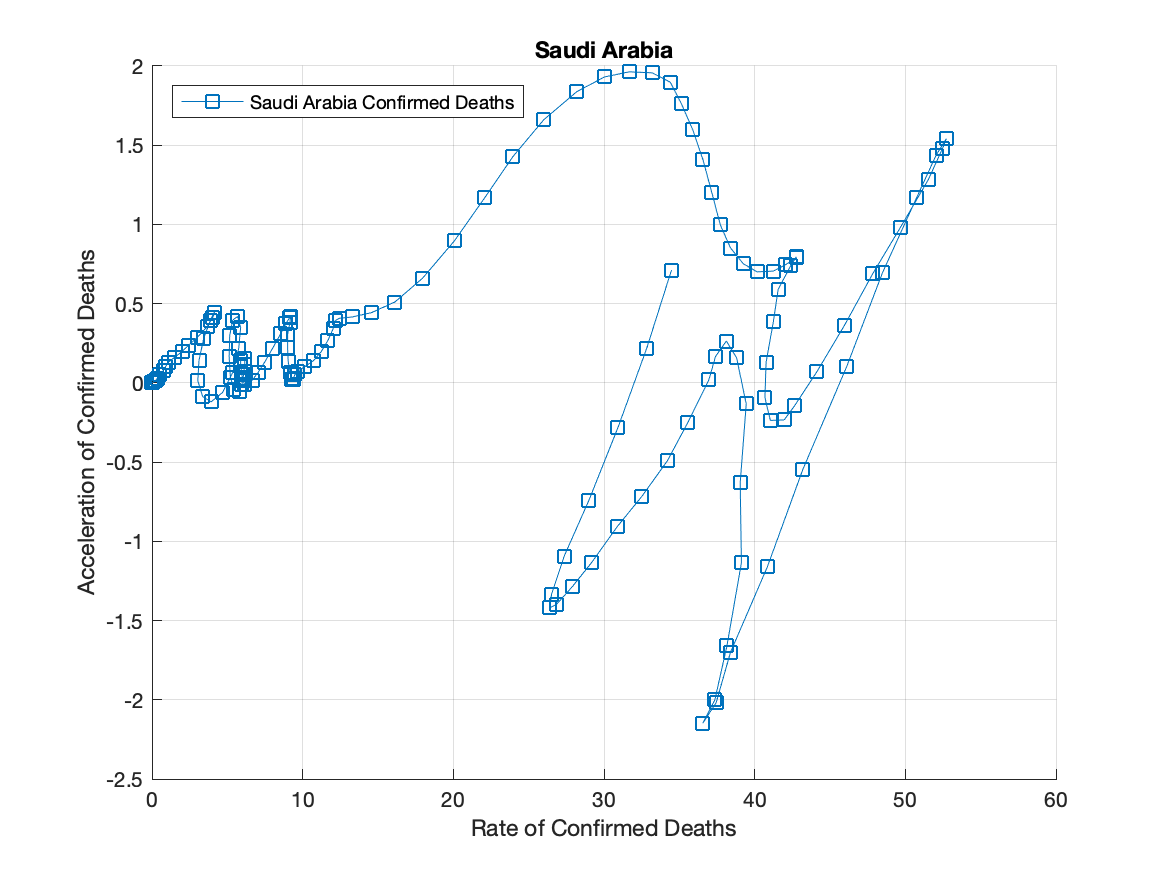 Saudi Arabia
Saudi Arabia Confirmed Deaths
2
1.5
1
0.5
0
-0.5
-1
-1.5
-2
-2.5
Acceleration of Confirmed Deaths
0 10 20 30 40 50 60
Rate of Confirmed Deaths